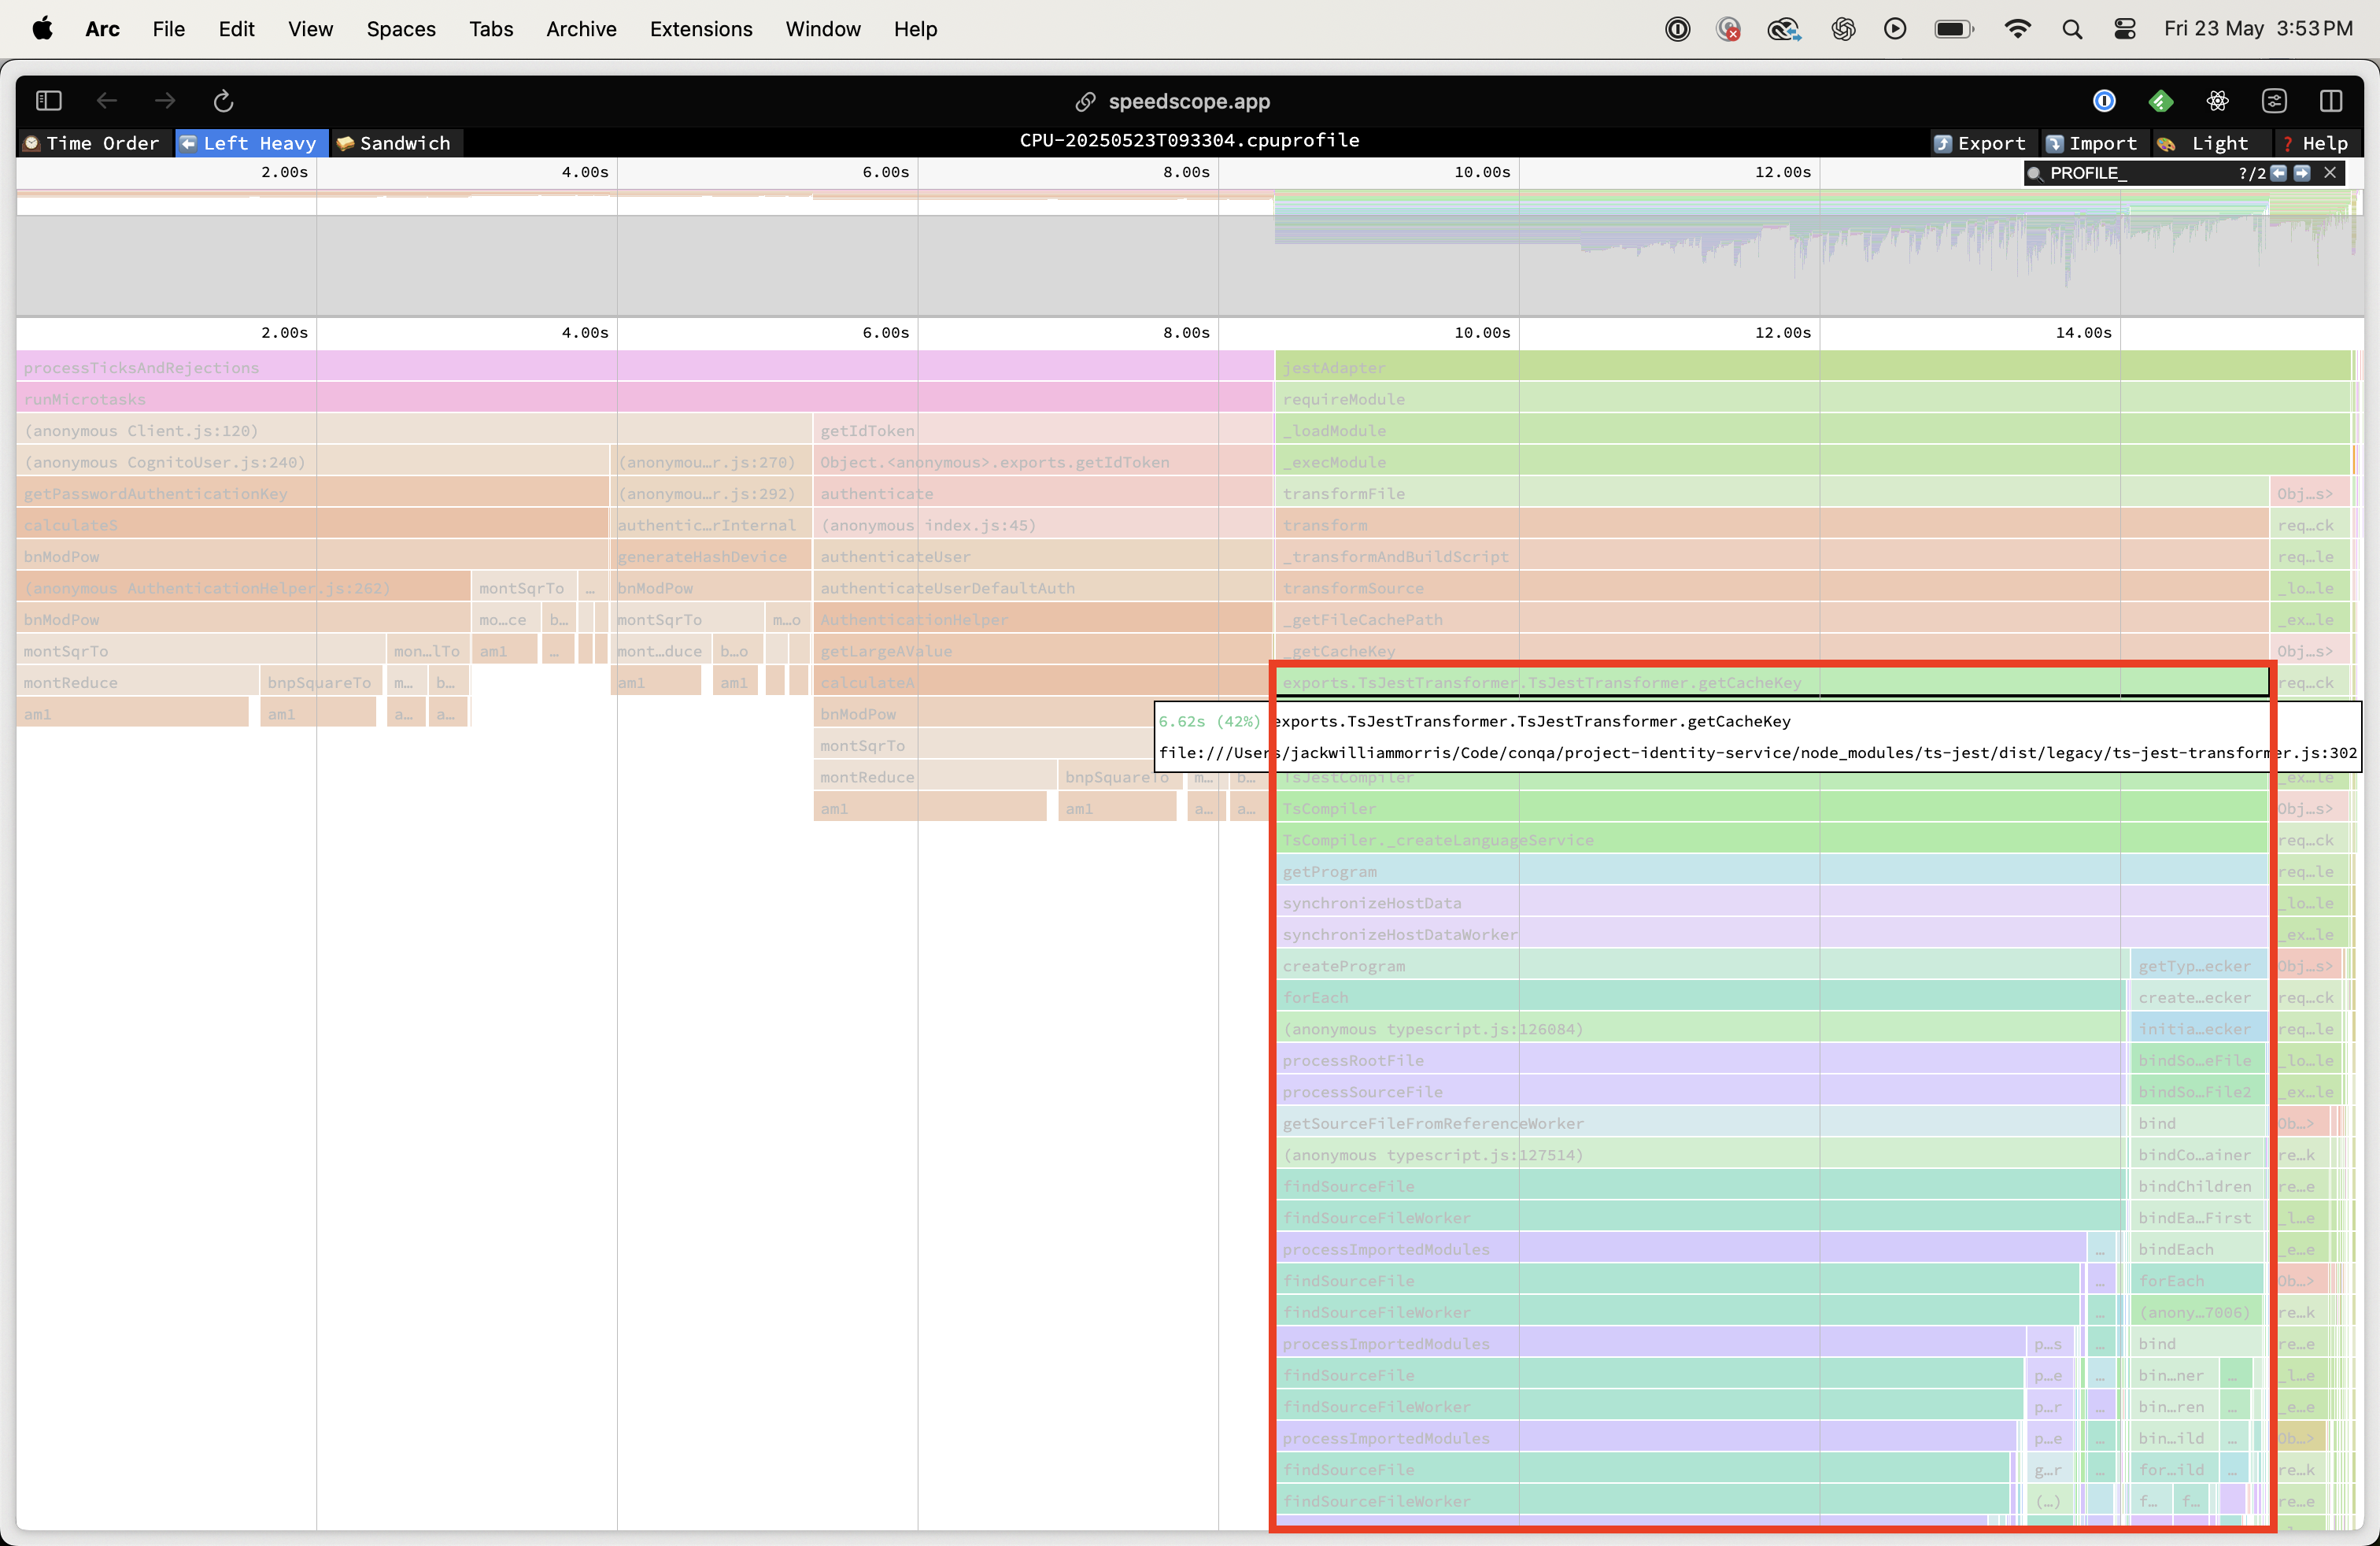 Arc File Edit View Spaces Tabs Archive Extensions Window Help Fri 23 May 3:53 PM
speedscope.app
Time Order Left Heavy Sandwich CPU-20250523T093304.cpuprofile Export Import Light Help
2.00s 4.00s 6.00s 8.00s 10.00s 12.00s PROFILE_ ?/2
2.00s 4.00s 6.00s 8.00s 10.00s 12.00s 14.00s
processTicksAndRejections jestAdapter
runMicrotasks requireModule
(anonymous Client.js:120) getIdToken _loadModule
(anonymous CognitoUser.js:240) (anonymou…r.js:270) Object.<anonymous>.exports.getIdToken _execModule
getPasswordAuthenticationKey (anonymou…r.js:292) authenticate transformFile Obj…s>
calculateS authentic…rInternal (anonymous index.js:45) transform req…ck
bnModPow generateHashDevice authenticateUser _transformAndBuildScript req…le
(anonymous AuthenticationHelper.js:262) montSqrTo … bnModPow authenticateUserDefaultAuth transformSource _lo…le
bnModPow mo…ce b… montSqrTo m…o AuthenticationHelper _getFileCachePath _ex…le
montSqrTo mon…lTo am1 … mont…duce b…o getLargeAValue _getCacheKey Obj…s>
montReduce bnpSquareTo m… b… am1 am1 calculateA exports.TsJestTransformer.TsJestTransformer.getCacheKey req…ck
am1 am1 a… a… bnModPow 6.62s (42%) exports.TsJestTransformer.TsJestTransformer.getCacheKey
montSqrTo file:///Users/jackwilliammorris/Code/conqa/project-identity-service/node_modules/ts-jest/dist/legacy/ts-jest-transformer.js:302
montReduce bnpSquareTo m… b… TsJestCompiler _ex…le
am1 am1 a… a… TsCompiler Obj…s>
TsCompiler._createLanguageService req…ck
getProgram req…le
synchronizeHostData _lo…le
synchronizeHostDataWorker _ex…le
createProgram getTyp…ecker Obj…s>
forEach create…ecker req…ck
(anonymous typescript.js:126084) initia…ecker req…le
processRootFile bindSo…eFile _lo…le
processSourceFile bindSo…File2 _ex…le
getSourceFileFromReferenceWorker bind Ob…>
(anonymous typescript.js:127514) bindCo…ainer re…k
findSourceFile bindChildren re…e
findSourceFileWorker bindEa…First _l…e
processImportedModules … bindEach _e…e
findSourceFile … forEach Ob…>
findSourceFileWorker … (anony…7006) re…k
processImportedModules p…s … bind re…e
findSourceFile p…e … bin…ner … _l…e
findSourceFileWorker p…r … bin…ren … _e…e
processImportedModules p…e … bin…ild … Ob…>
findSourceFile g…r … for…ild … re…k
findSourceFileWorker (…) f… f… re…e